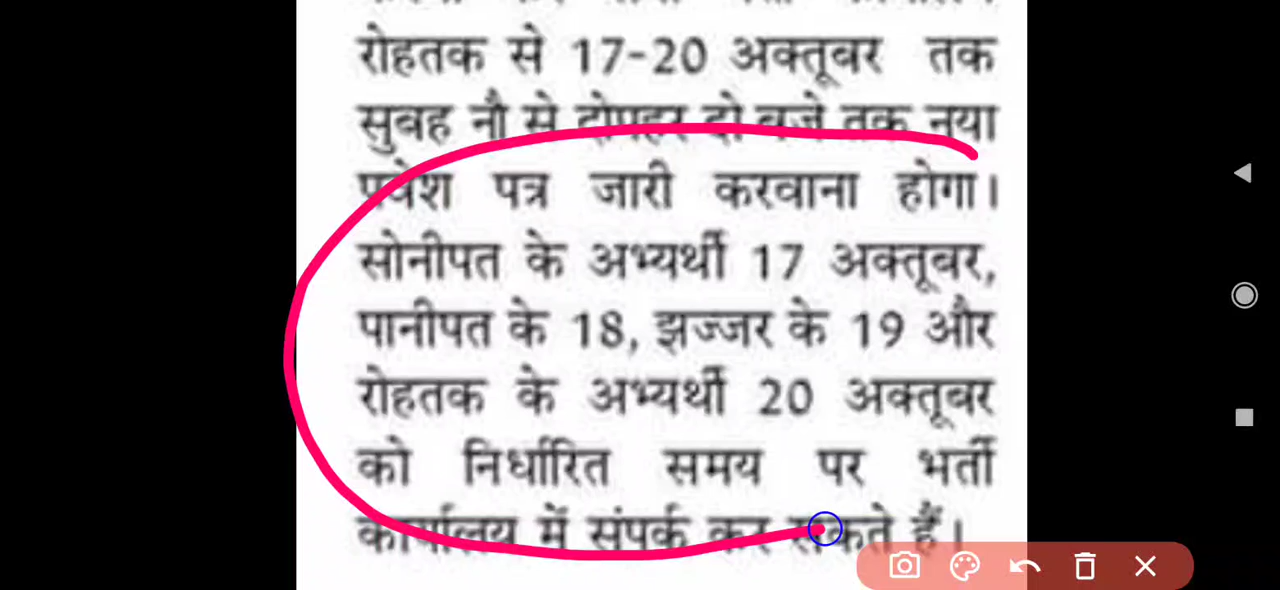 रोहतक से 17-20 अक्तूबर तक
सुबह नौ से दोपहर दो बजे तक नया
प्रवेश पत्र जारी करवाना होगा।
सोनीपत के अभ्यर्थी 17 अक्तूबर,
पानीपत के 18, झज्जर के 19 और
रोहतक के अभ्यर्थी 20 अक्तूबर
को निर्धारित समय पर भर्ती
कार्यालय में संपर्क कर सकते हैं।